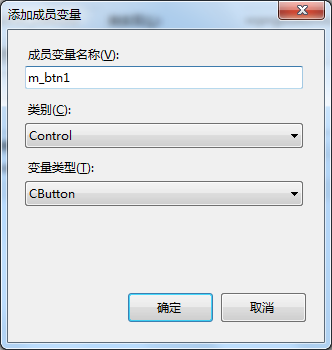 添加成员变量
成员变量名称(V):
m_btn1
类别(C):
Control
变量类型(T):
CButton
确定
取消